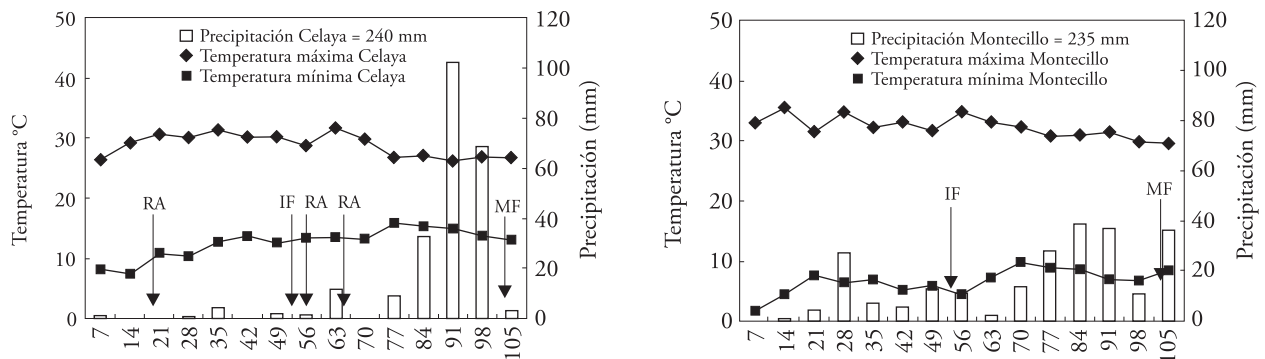 50
40
30
20
10
0
Temperatura °C
Precipitación Celaya = 240 mm
Temperatura máxima Celaya
Temperatura mínima Celaya
RA
IF
RA
RA
MF
120
100
80
60
40
20
0
Precipitación (mm)
7 14 21 28 35 42 49 56 63 70 77 84 91 98 105
50
40
30
20
10
0
Temperatura °C
Precipitación Montecillo = 235 mm
Temperatura máxima Montecillo
Temperatura mínima Montecillo
IF
MF
120
100
80
60
40
20
0
Precipitación (mm)
7 14 21 28 35 42 49 56 63 70 77 84 91 98 105